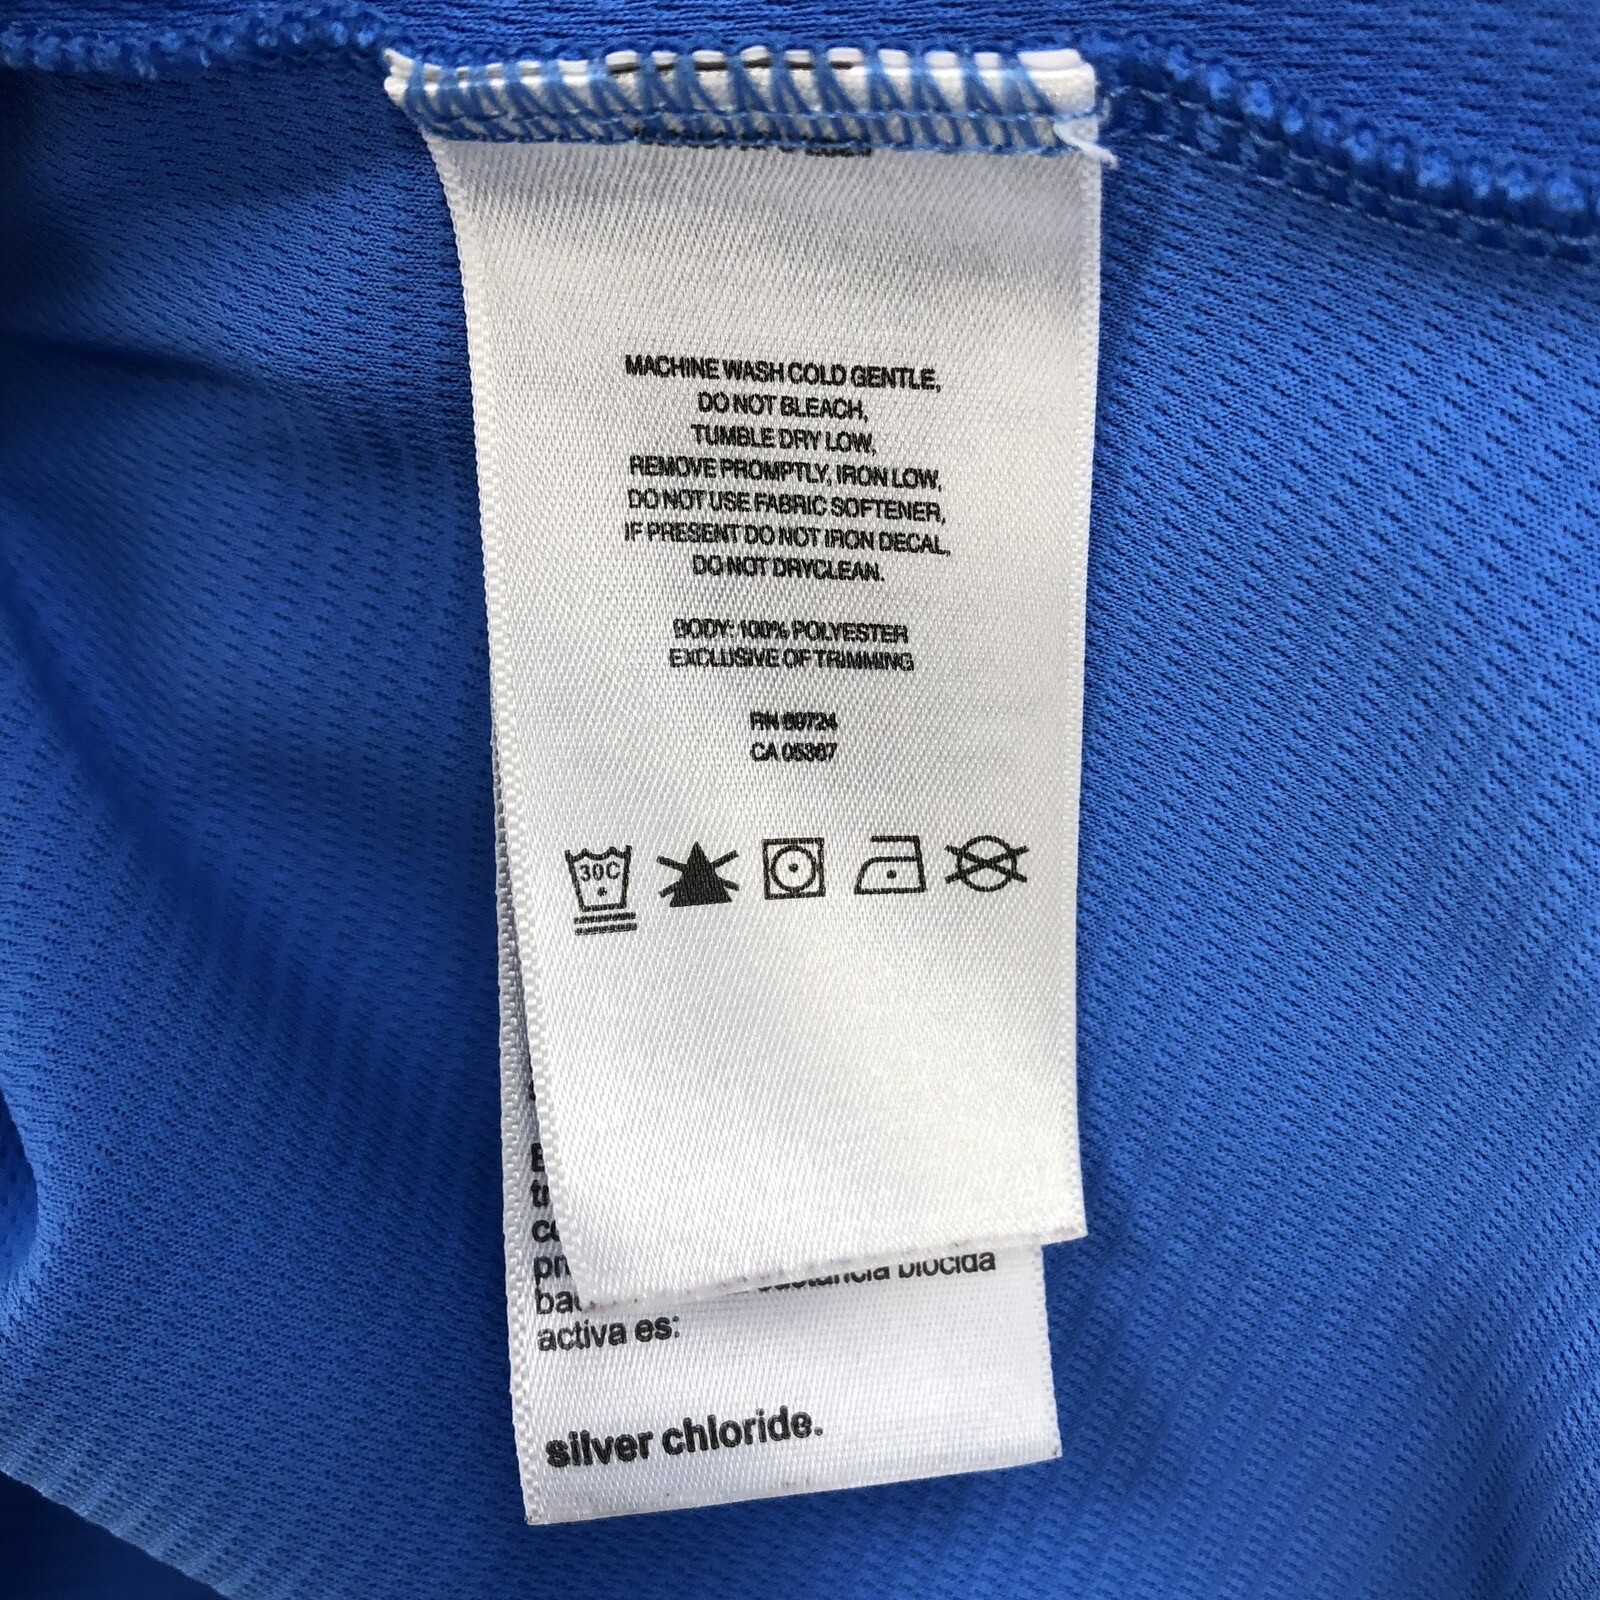 MACHINE WASH COLD GENTLE,
DO NOT BLEACH,
TUMBLE DRY LOW,
REMOVE PROMPTLY, IRON LOW,
DO NOT USE FABRIC SOFTENER,
IF PRESENT DO NOT IRON DECAL,
DO NOT DRYCLEAN.
BODY: 100% POLYESTER
EXCLUSIVE OF TRIMMING
RN 69724
CA 05367
30C
biocida
activa es:
silver chloride.